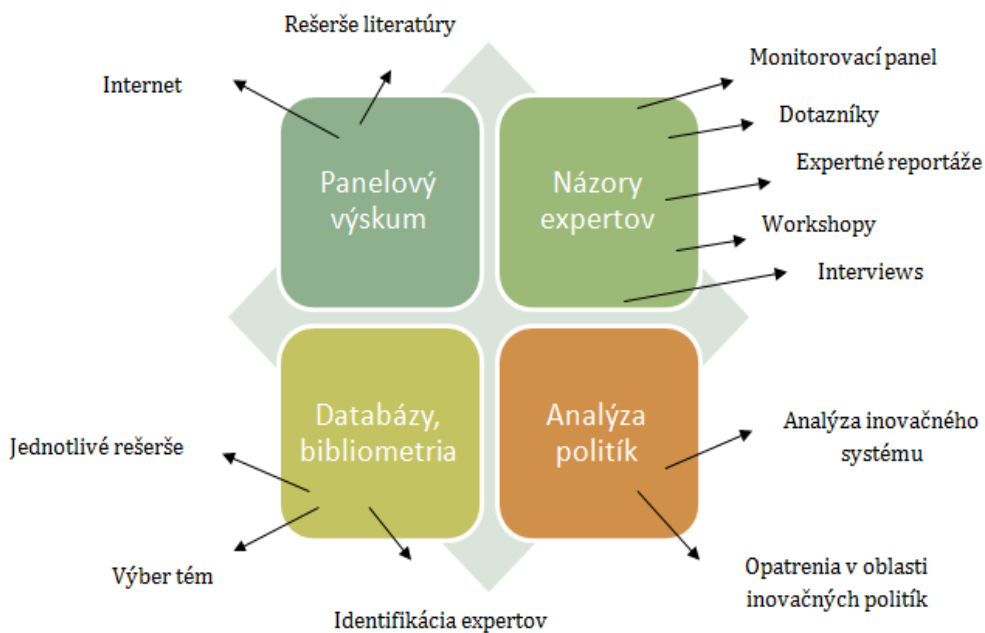 Rešerše literatúry
Internet
Panelový
výskum
Monitorovací panel
Dotazníky
Expertné reportáže
Workshopy
Interviews
Názory
expertov
Databázy,
bibliometria
Jednotlivé rešerše
Výber tém
Identifikácia expertov
Analýza
politík
Analýza inovačného
systému
Opatrenia v oblasti
inovačných politík